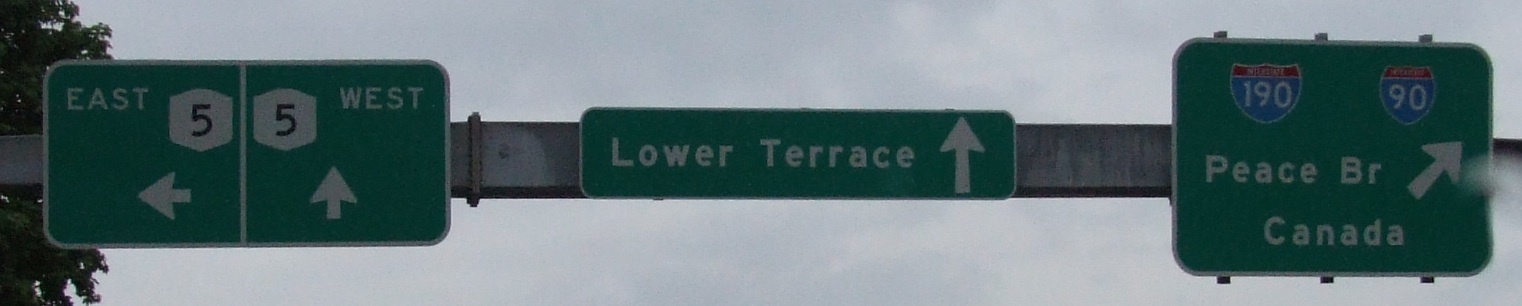 EAST 5
5 WEST
Lower Terrace
INTERSTATE 190
INTERSTATE 90
Peace Br
Canada